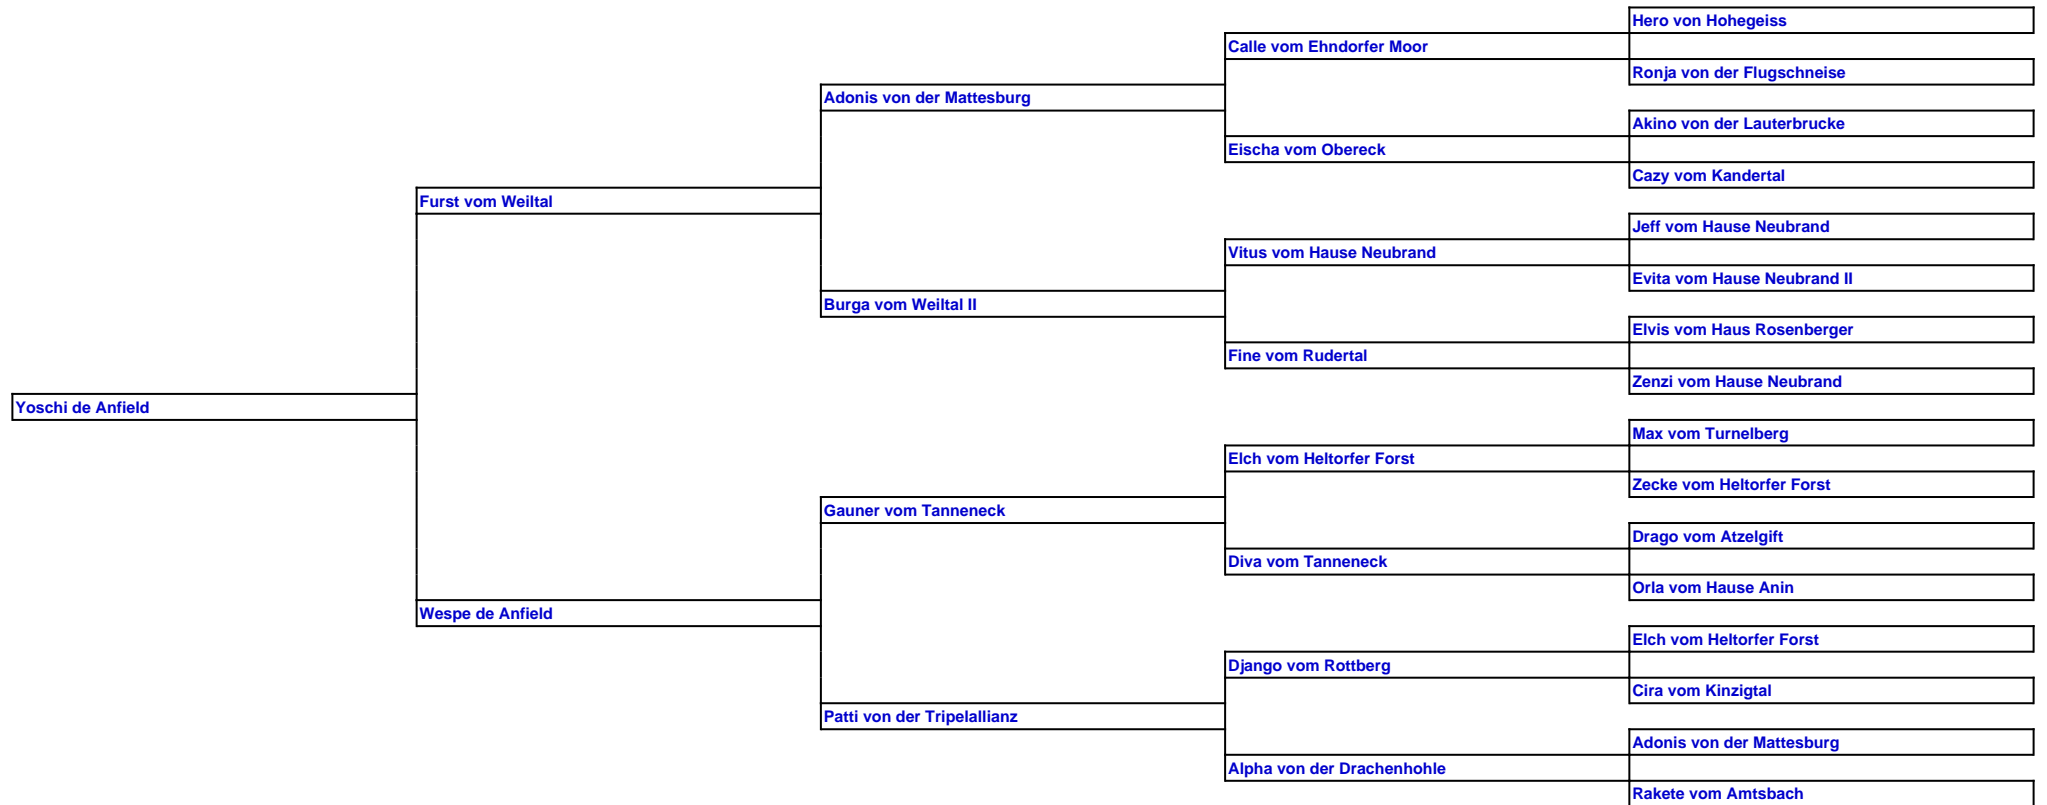 Hero von Hohegeiss
Calle vom Ehndorfer Moor
Ronja von der Flugschneise
Adonis von der Mattesburg
Akino von der Lauterbrucke
Eischa vom Obereck
Cazy vom Kandertal
Furst vom Weiltal
Jeff vom Hause Neubrand
Vitus vom Hause Neubrand
Evita vom Hause Neubrand II
Burga vom Weiltal II
Elvis vom Haus Rosenberger
Fine vom Rudertal
Zenzi vom Hause Neubrand
Yoschi de Anfield
Max vom Turnelberg
Elch vom Heltorfer Forst
Zecke vom Heltorfer Forst
Gauner vom Tanneneck
Drago vom Atzelgift
Diva vom Tanneneck
Orla vom Hause Anin
Wespe de Anfield
Elch vom Heltorfer Forst
Django vom Rottberg
Cira vom Kinzigtal
Patti von der Tripelallianz
Adonis von der Mattesburg
Alpha von der Drachenhohle
Rakete vom Amtsbach